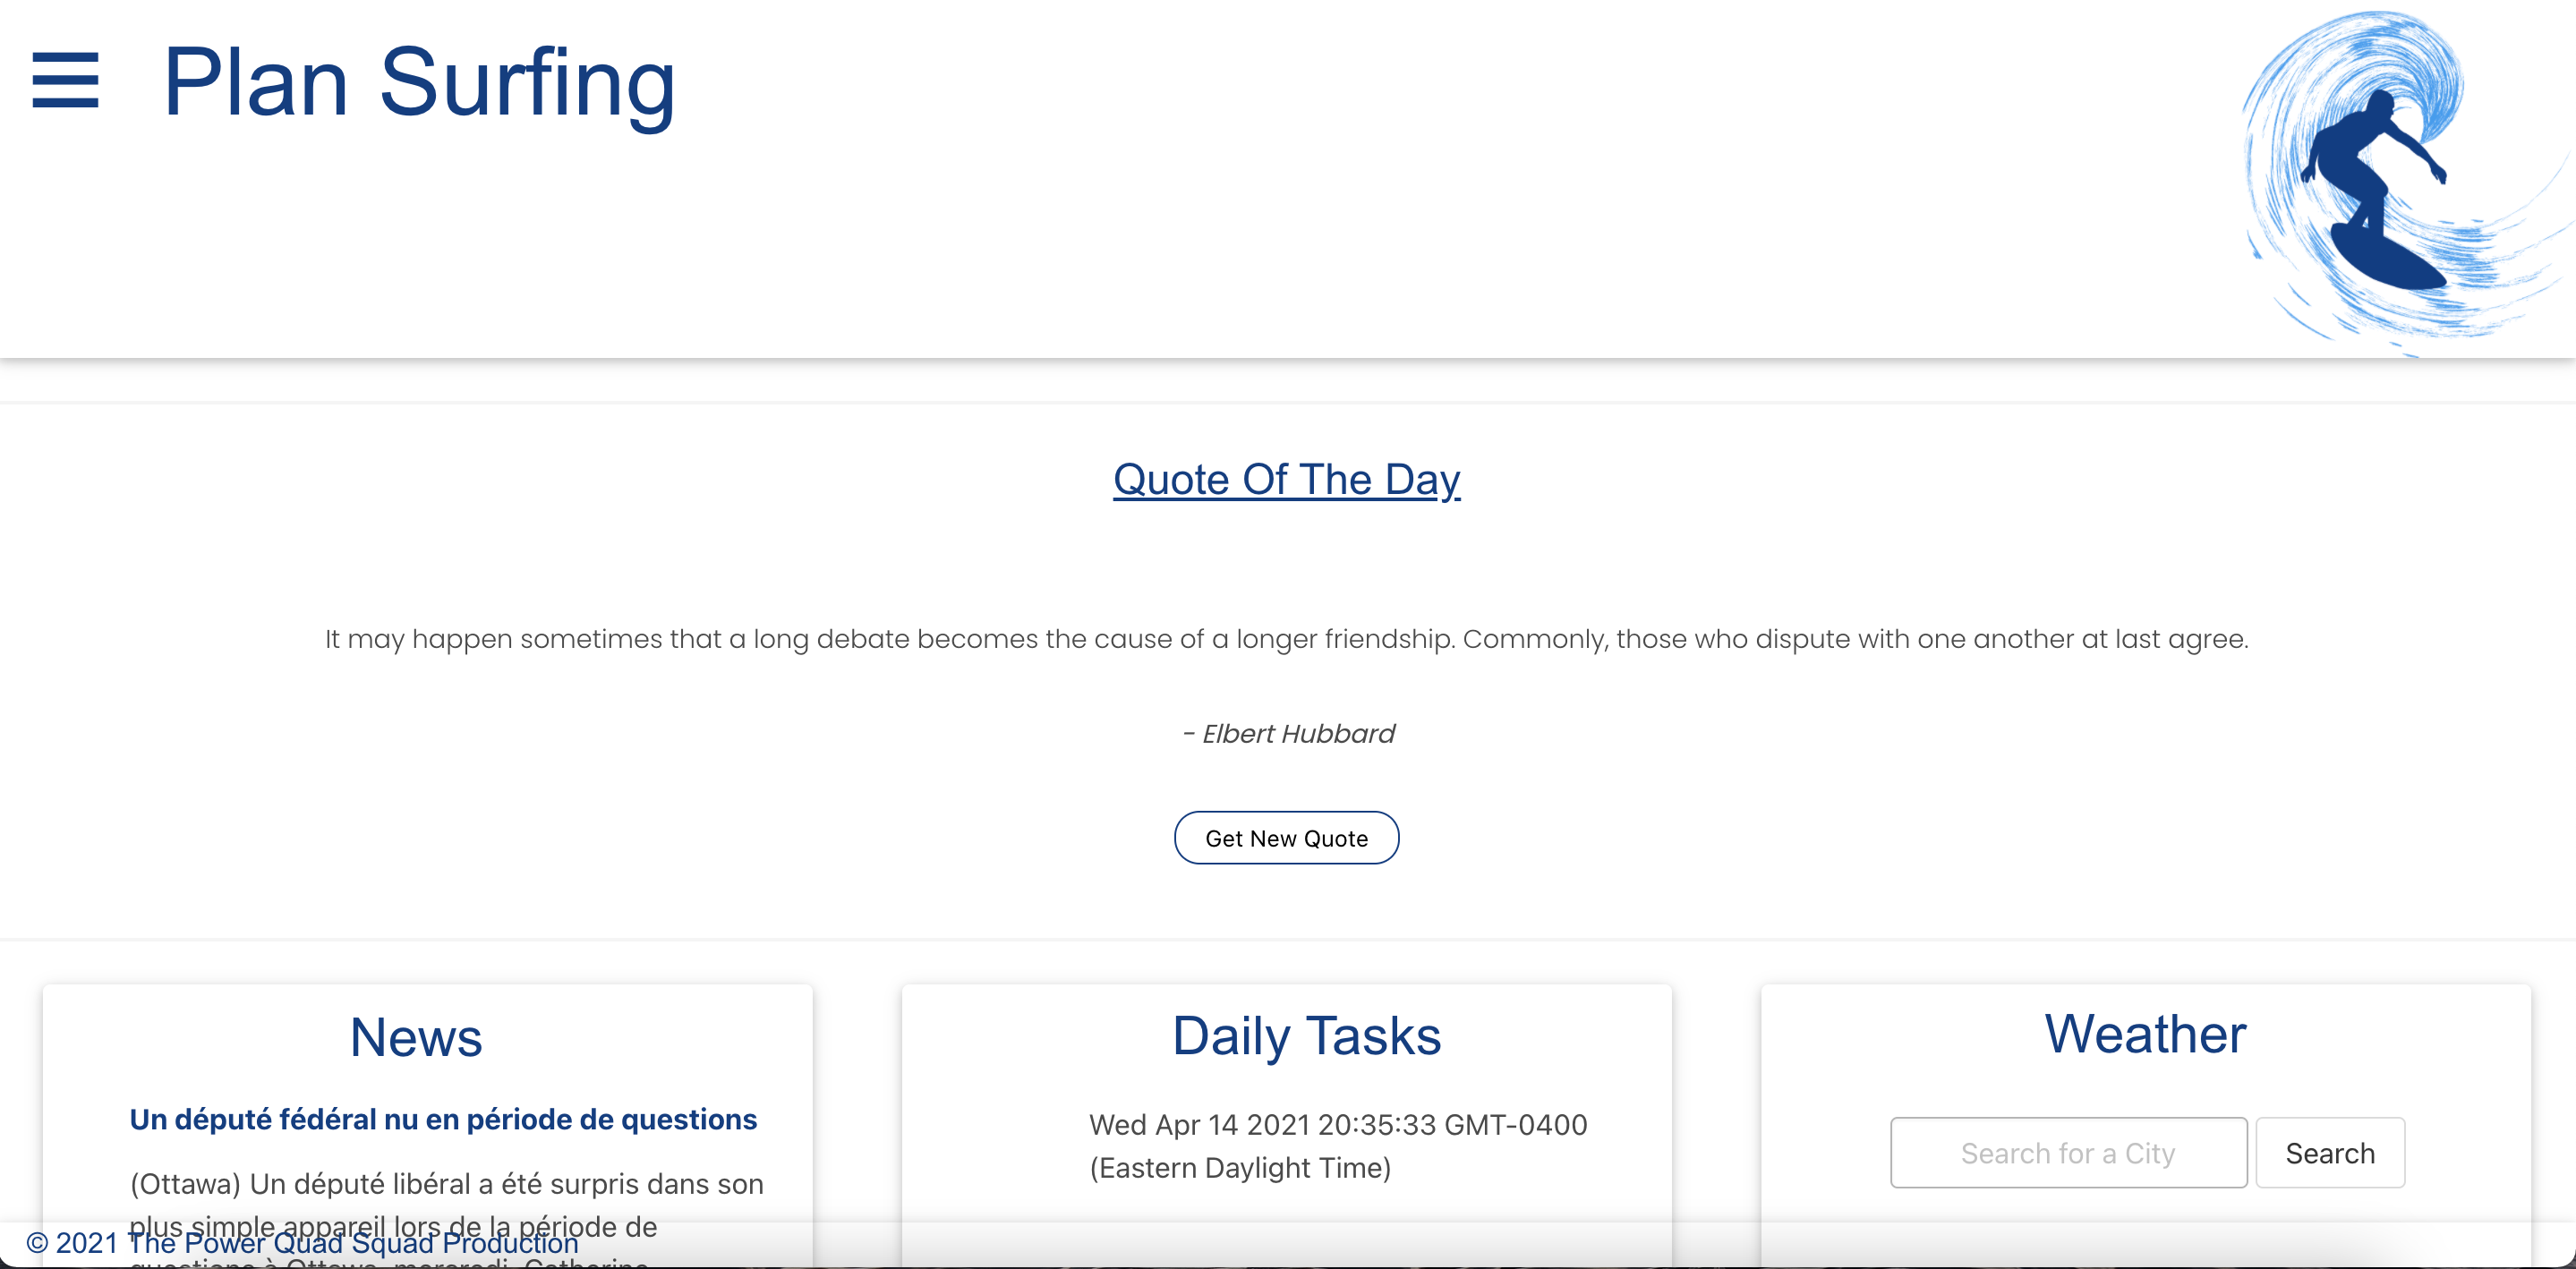 Plan Surfing
Quote Of The Day
It may happen sometimes that a long debate becomes the cause of a longer friendship. Commonly, those who dispute with one another at last agree.
- Elbert Hubbard
Get New Quote
News
Un député fédéral nu en période de questions
(Ottawa) Un député libéral a été surpris dans son
plus simple appareil lors de la période de
questions à Ottawa, mercredi. Catherine
Daily Tasks
Wed Apr 14 2021 20:35:33 GMT-0400
(Eastern Daylight Time)
Weather
Search for a City
Search
© 2021 The Power Quad Squad Production